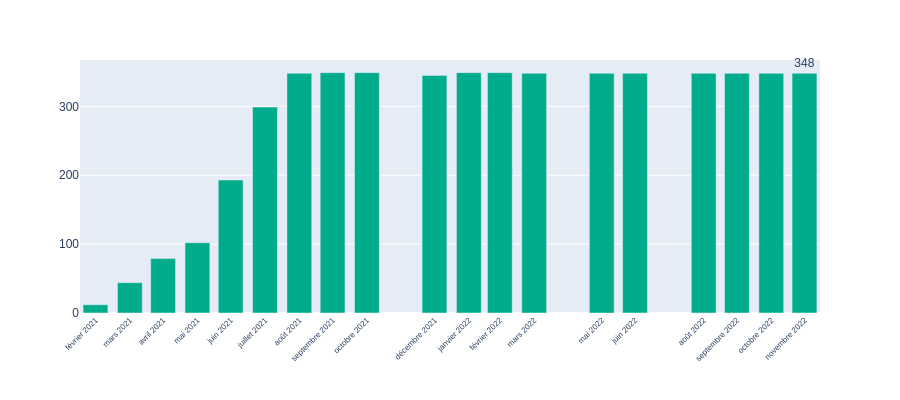 348
300
200
100
0
février 2021
mars 2021
avril 2021
mai 2021
juin 2021
juillet 2021
août 2021
septembre 2021
octobre 2021
décembre 2021
janvier 2022
février 2022
mars 2022
mai 2022
juin 2022
août 2022
septembre 2022
octobre 2022
novembre 2022